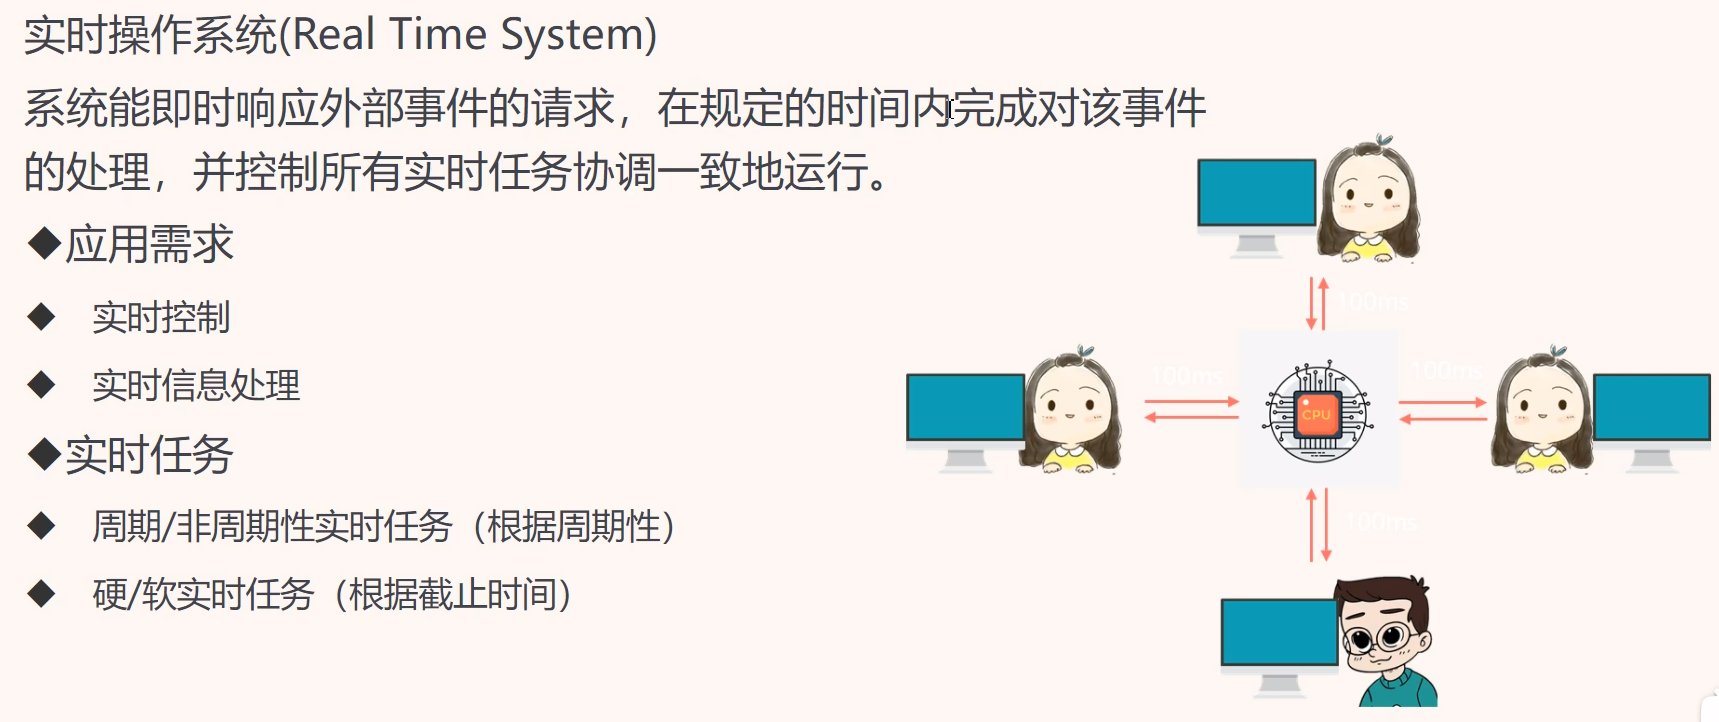 实时操作系统(Real Time System)
系统能即时响应外部事件的请求，在规定的时间内完成对该事件
的处理，并控制所有实时任务协调一致地运行。
◆应用需求
◆ 实时控制
◆ 实时信息处理
◆实时任务
◆ 周期/非周期性实时任务（根据周期性）
◆ 硬/软实时任务（根据截止时间）
100ms
100ms
100ms
CPU
100ms